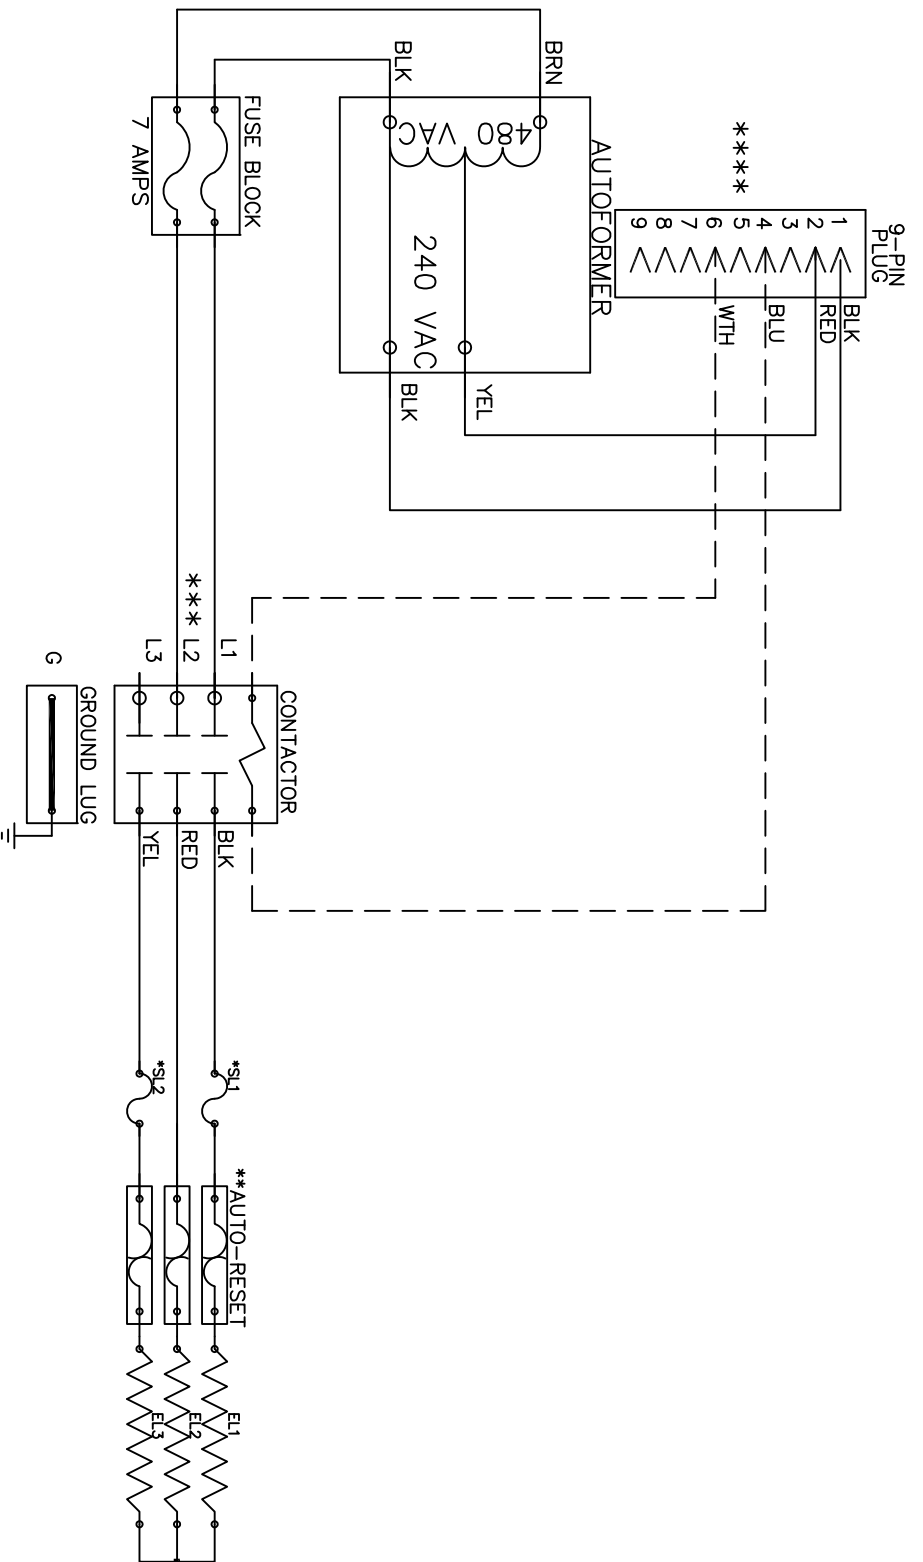 9-PIN
PLUG
1
2
3
4
5
6
7
8
9
****
BLK
RED
BLU
WTH
AUTOFORMER
480 VAC
240 VAC
BRN
BLK
YEL
BLK
FUSE BLOCK
7 AMPS
L1
L2
L3
***
CONTACTOR
BLK
RED
YEL
G
GROUND LUG
*SL1
*SL2
**AUTO-RESET
EL1
EL2
EL3